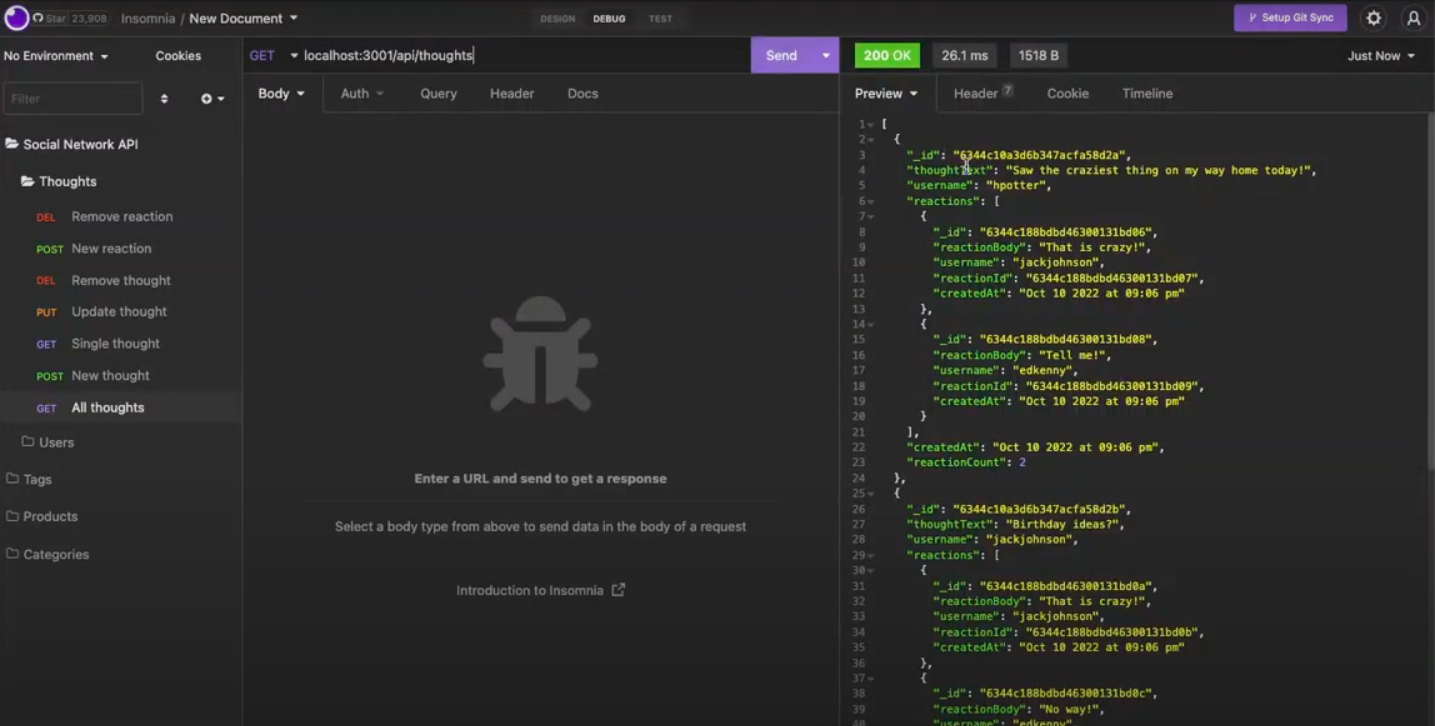 Star 23,908 Insomnia / New Document DESIGN DEBUG TEST Setup Git Sync
No Environment Cookies
Filter
Social Network API
Thoughts
DEL Remove reaction
POST New reaction
DEL Remove thought
PUT Update thought
GET Single thought
POST New thought
GET All thoughts
Users
Tags
Products
Categories
GET localhost:3001/api/thoughts Send
Body Auth Query Header Docs
Enter a URL and send to get a response
Select a body type from above to send data in the body of a request
Introduction to Insomnia
200 OK 26.1 ms 1518 B Just Now
Preview Header 7 Cookie Timeline
1 [
2 {
3 "_id": "6344c10a3d6b347acfa58d2a",
4 "thoughtText": "Saw the craziest thing on my way home today!",
5 "username": "hpotter",
6 "reactions": [
7 {
8 "_id": "6344c188bdbd46300131bd06",
9 "reactionBody": "That is crazy!",
10 "username": "jackjohnson",
11 "reactionId": "6344c188bdbd46300131bd07",
12 "createdAt": "Oct 10 2022 at 09:06 pm"
13 },
14 {
15 "_id": "6344c188bdbd46300131bd08",
16 "reactionBody": "Tell me!",
17 "username": "edkenny",
18 "reactionId": "6344c188bdbd46300131bd09",
19 "createdAt": "Oct 10 2022 at 09:06 pm"
20 }
21 ],
22 "createdAt": "Oct 10 2022 at 09:06 pm",
23 "reactionCount": 2
24 },
25 {
26 "_id": "6344c10a3d6b347acfa58d2b",
27 "thoughtText": "Birthday ideas?",
28 "username": "jackjohnson",
29 "reactions": [
30 {
31 "_id": "6344c188bdbd46300131bd0a",
32 "reactionBody": "That is crazy!",
33 "username": "jackjohnson",
34 "reactionId": "6344c188bdbd46300131bd0b",
35 "createdAt": "Oct 10 2022 at 09:06 pm"
36 },
37 {
38 "_id": "6344c188bdbd46300131bd0c",
39 "reactionBody": "No way!",
40 "username": "edkenny",